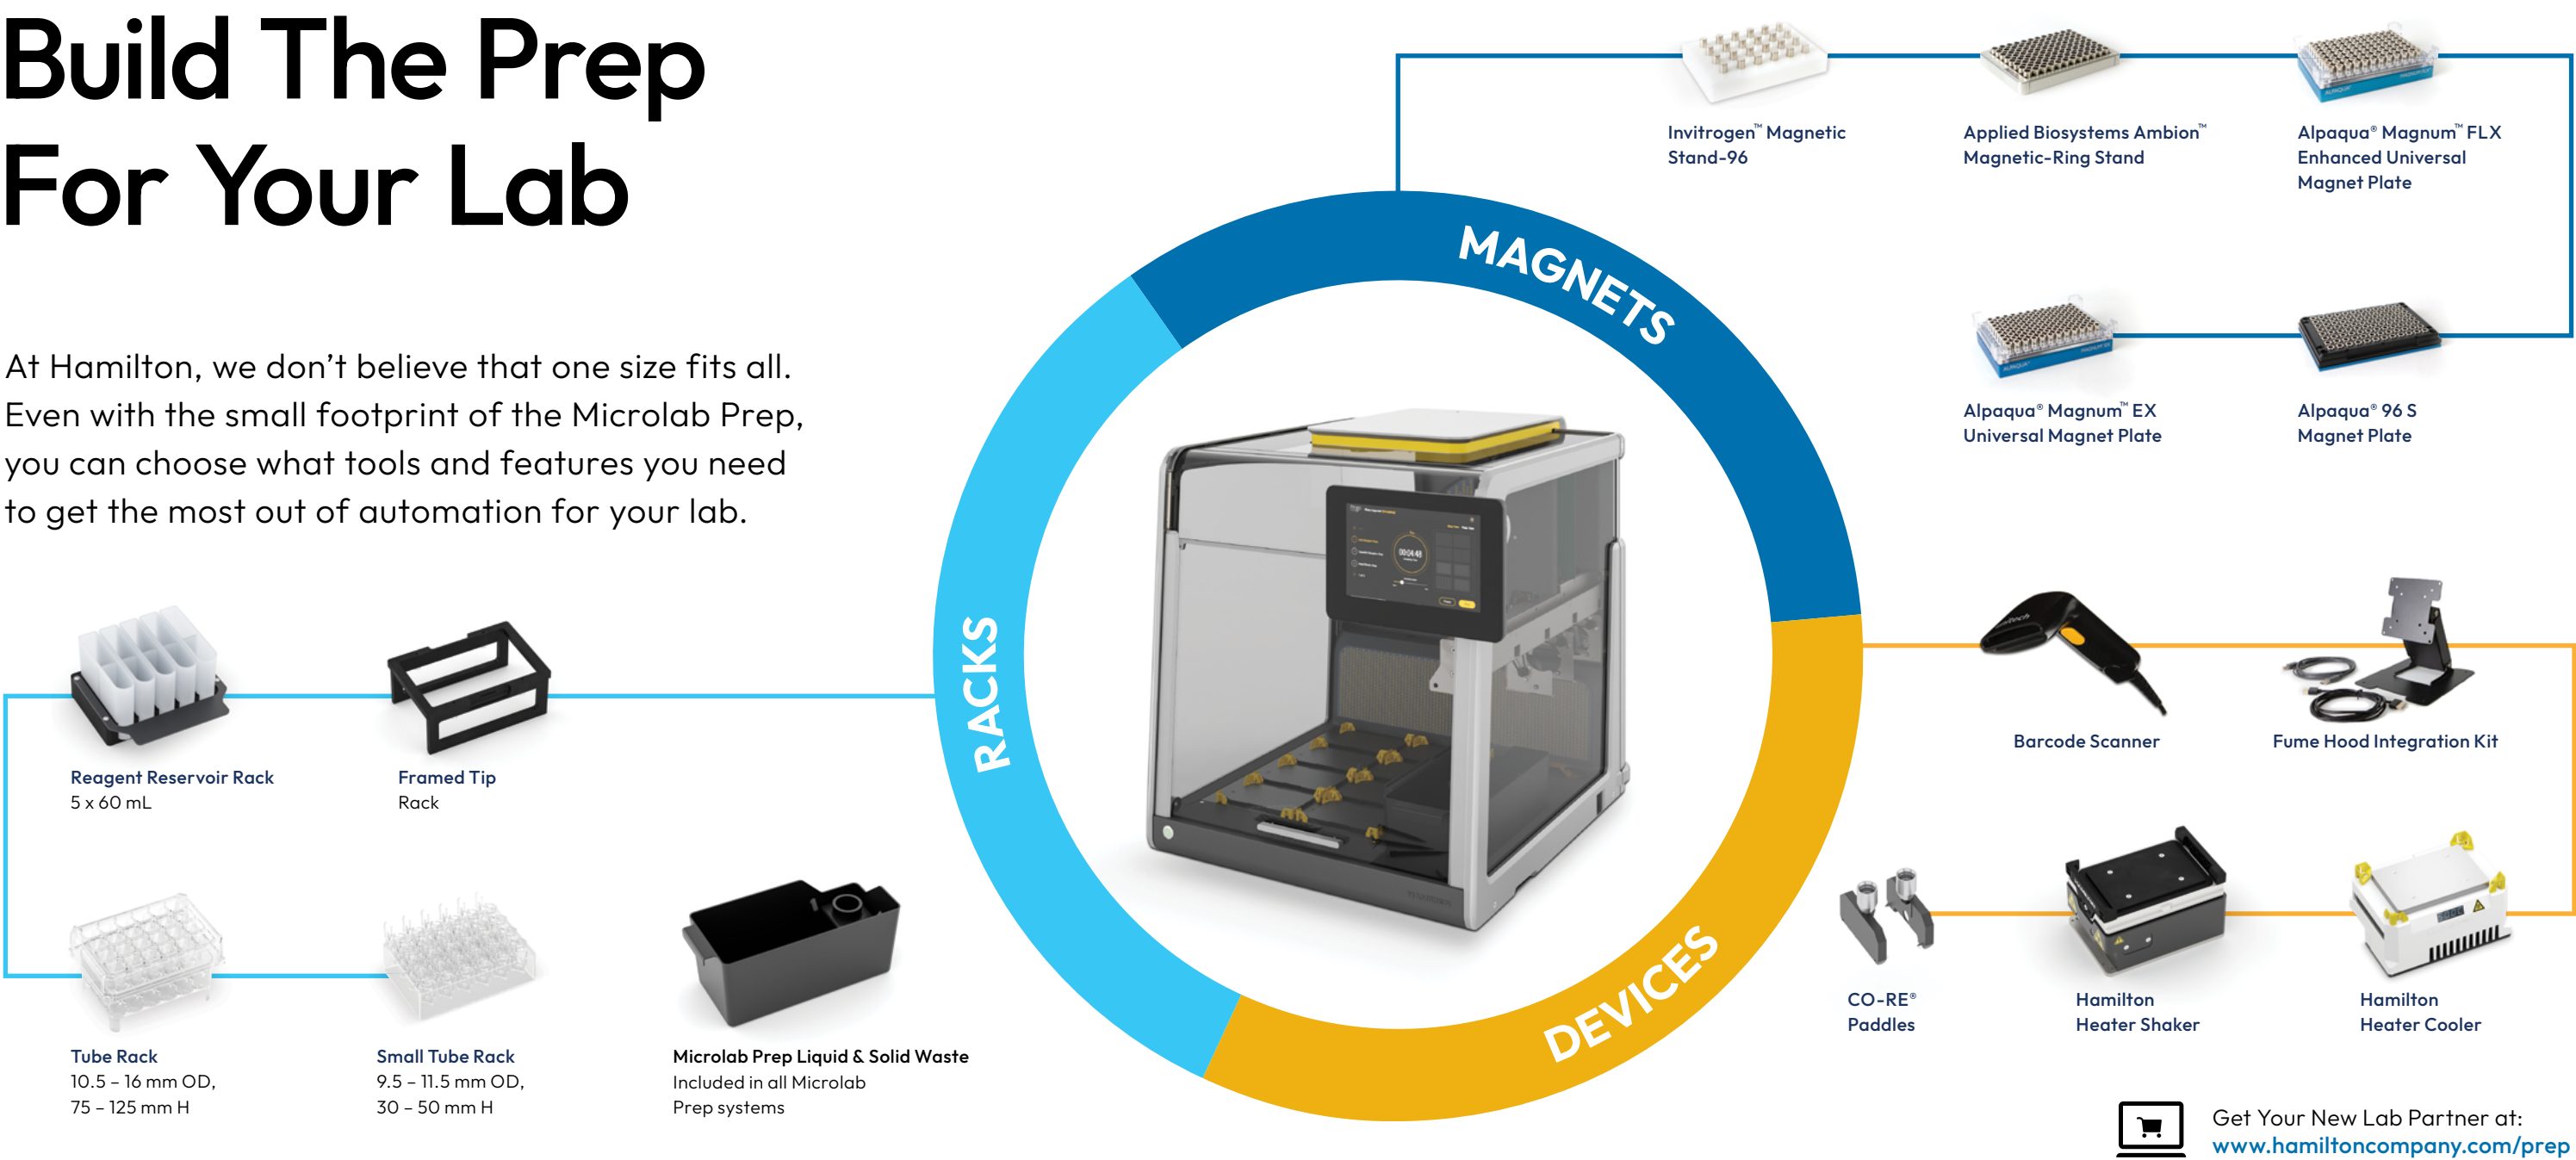 Build The Prep
For Your Lab
At Hamilton, we don’t believe that one size fits all.
Even with the small footprint of the Microlab Prep,
you can choose what tools and features you need
to get the most out of automation for your lab.
MAGNETS
Invitrogen™ Magnetic
Stand-96
Applied Biosystems Ambion™
Magnetic-Ring Stand
Alpaqua® Magnum™ FLX
Enhanced Universal
Magnet Plate
Alpaqua® Magnum™ EX
Universal Magnet Plate
Alpaqua® 96 S
Magnet Plate
RACKS
Reagent Reservoir Rack
5 x 60 mL
Framed Tip
Rack
Tube Rack
10.5 – 16 mm OD,
75 – 125 mm H
Small Tube Rack
9.5 – 11.5 mm OD,
30 – 50 mm H
Microlab Prep Liquid & Solid Waste
Included in all Microlab
Prep systems
00:04:48
DEVICES
Barcode Scanner
Fume Hood Integration Kit
CO-RE®
Paddles
Hamilton
Heater Shaker
Hamilton
Heater Cooler
Get Your New Lab Partner at:
www.hamiltoncompany.com/prep